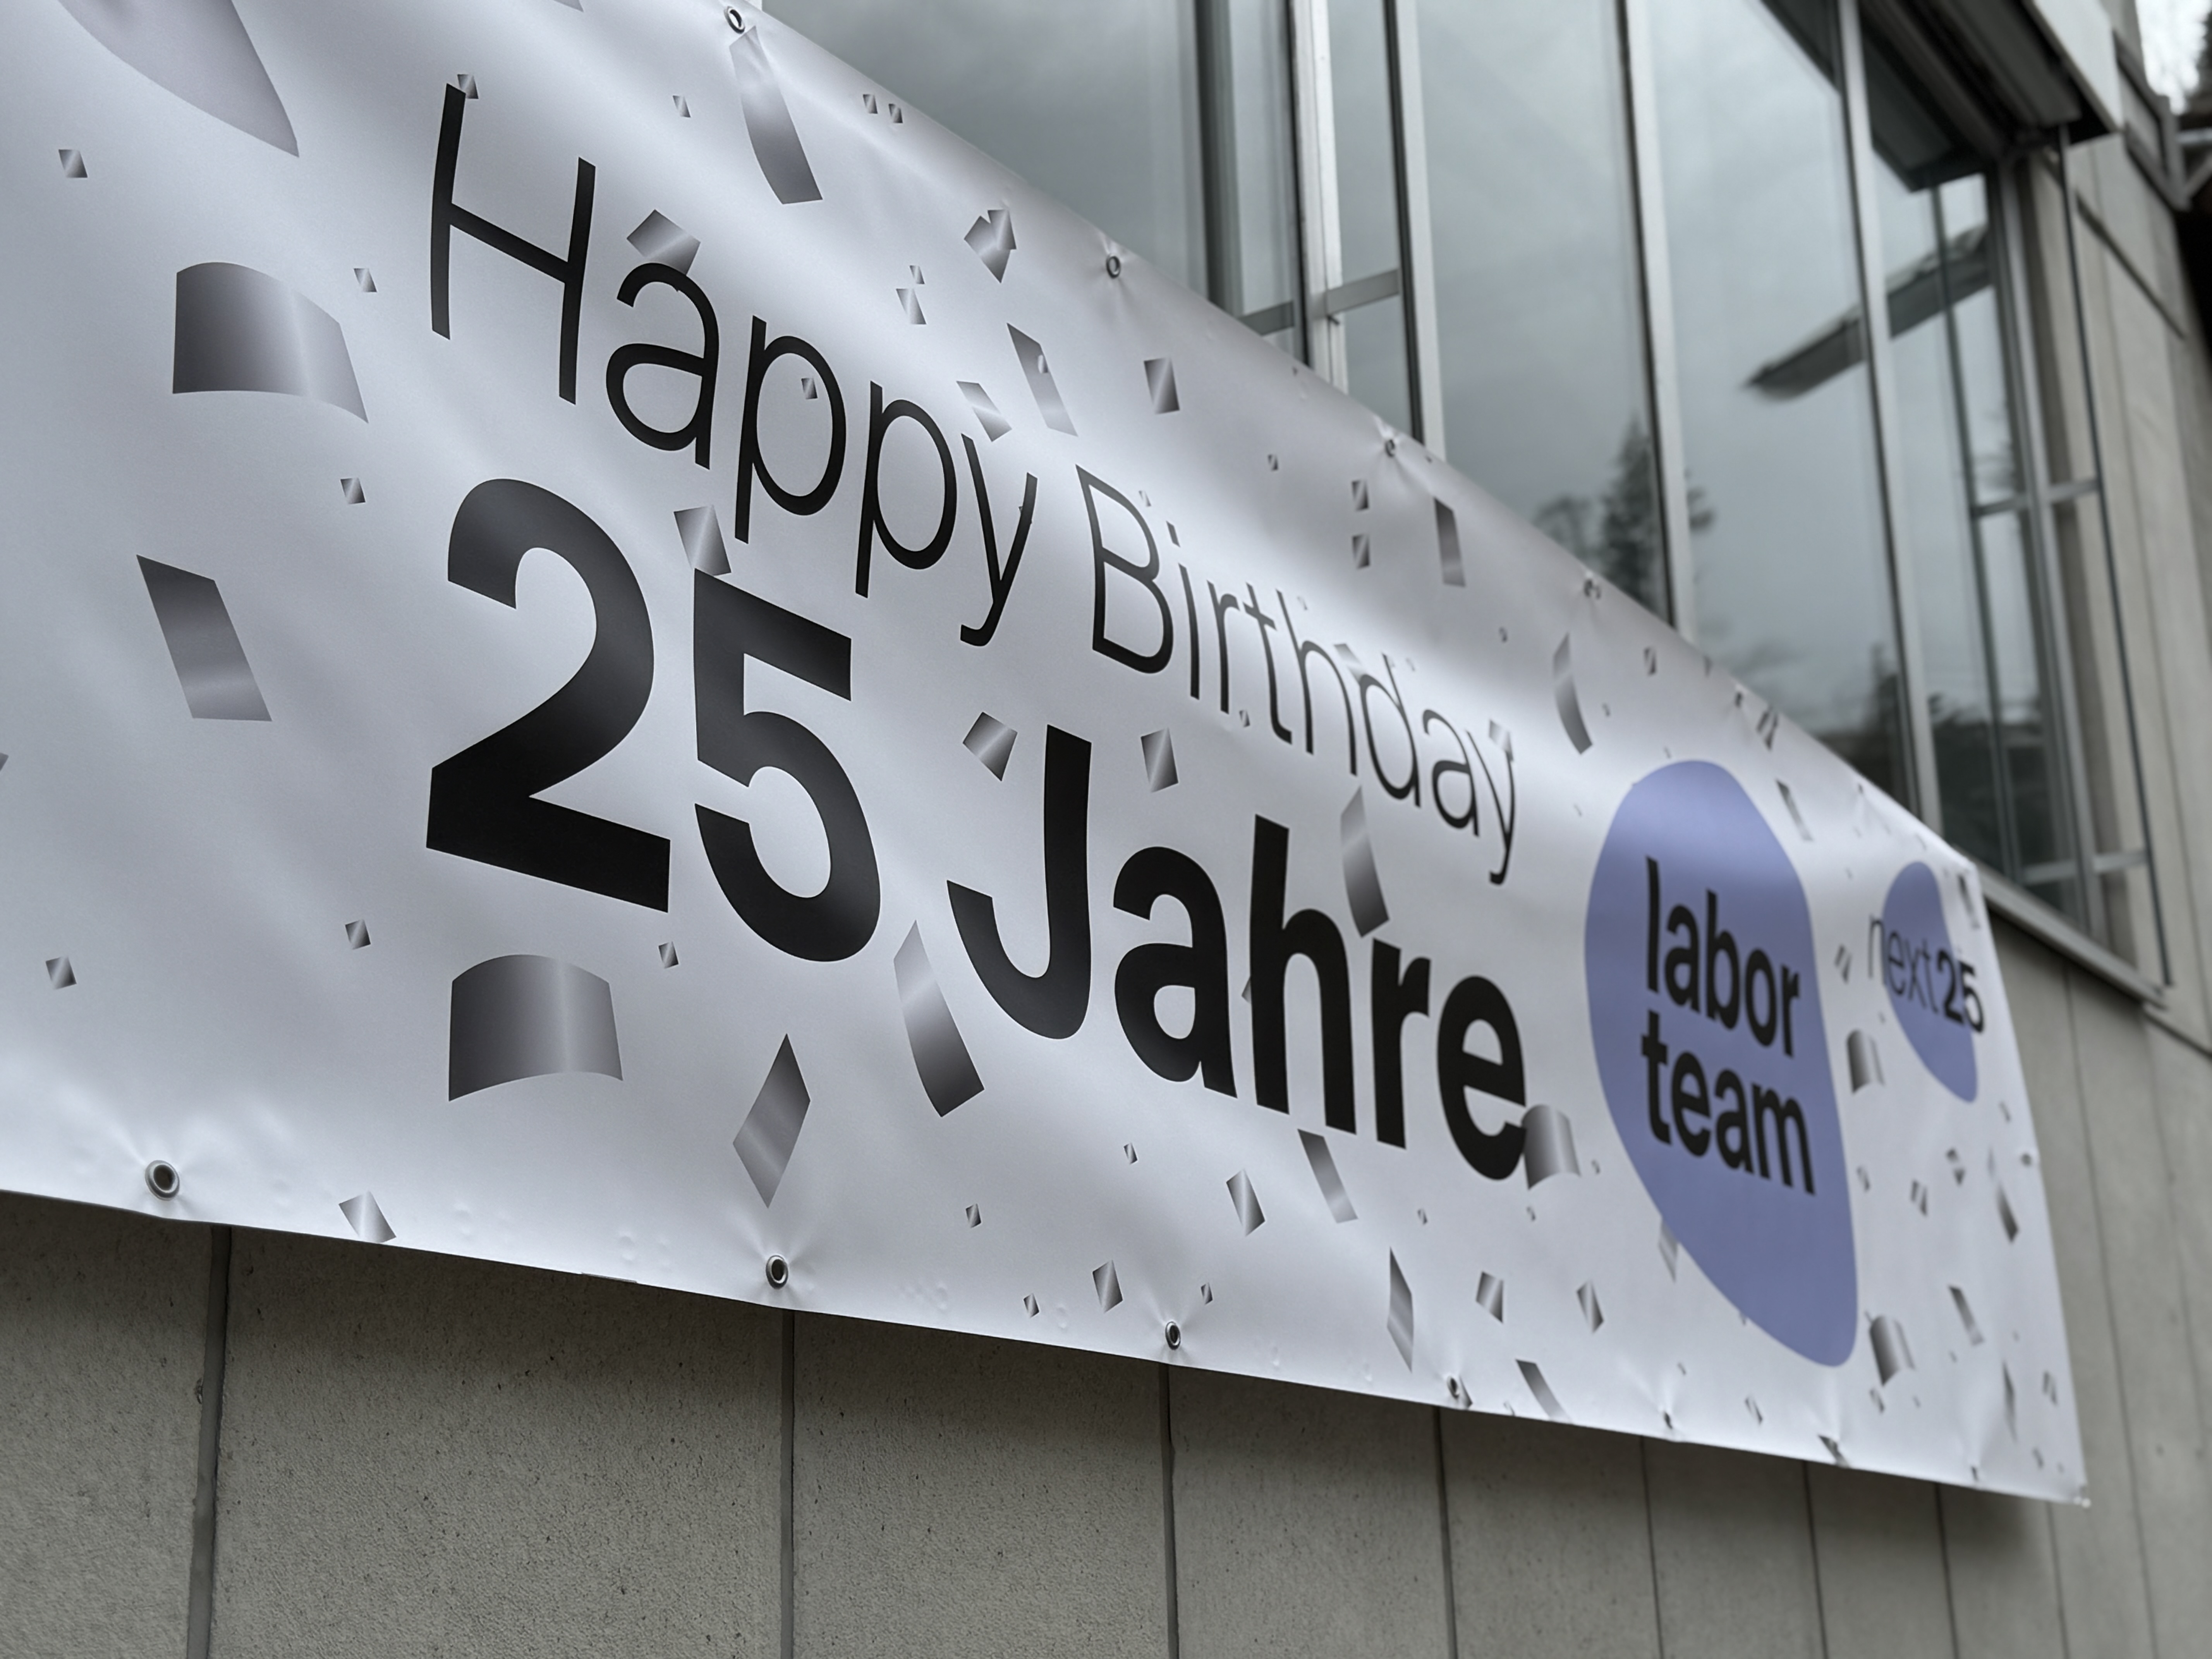 Happy Birthday
25 Jahre
labor
team
next25